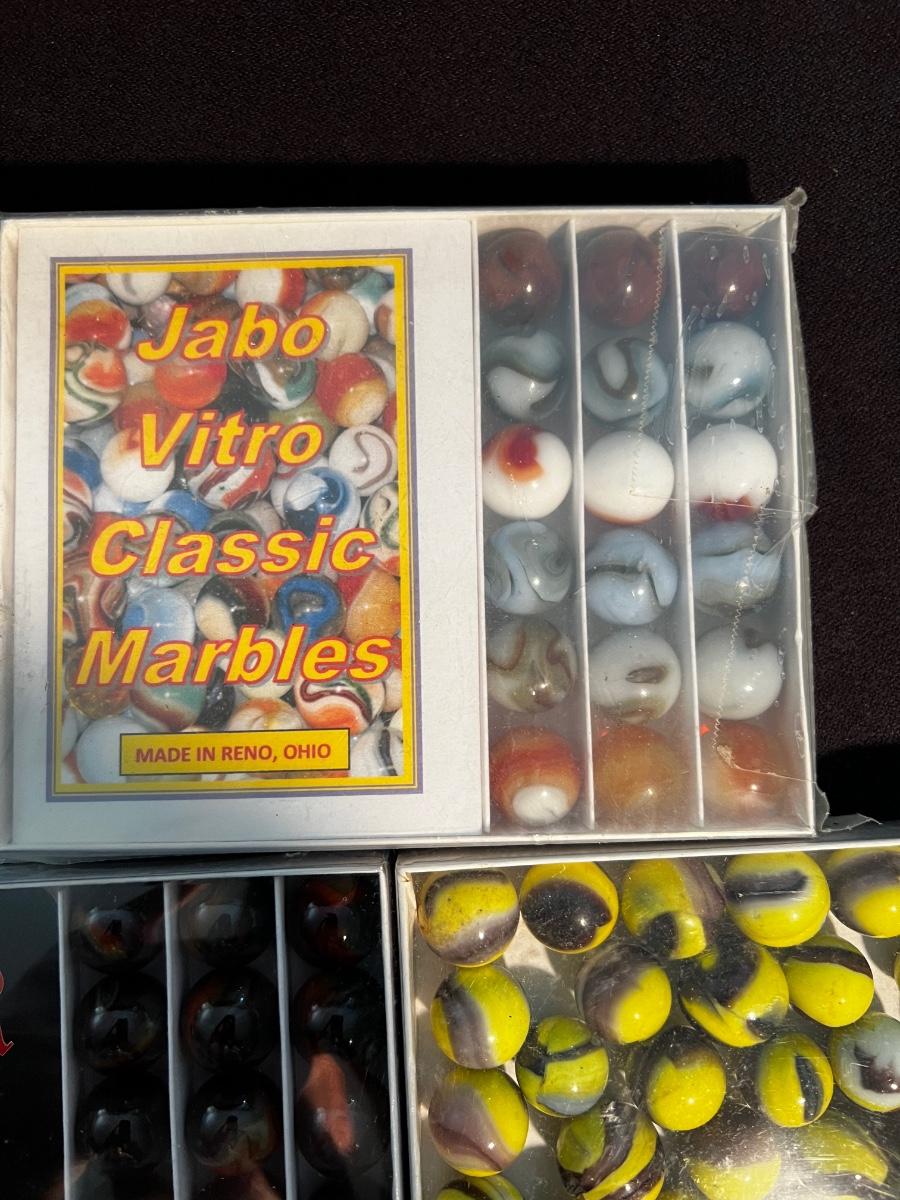 Jabo
Vitro
Classic
Marbles
MADE IN RENO, OHIO